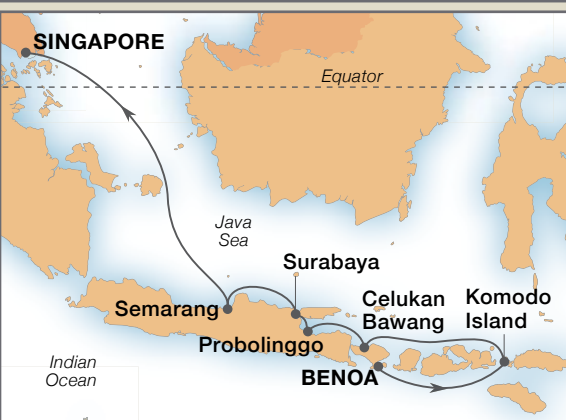 SINGAPORE
Equator
Java
Sea
Surabaya
Semarang
Celukan
Bawang
Komodo
Island
Probolinggo
Indian
Ocean
BENOA